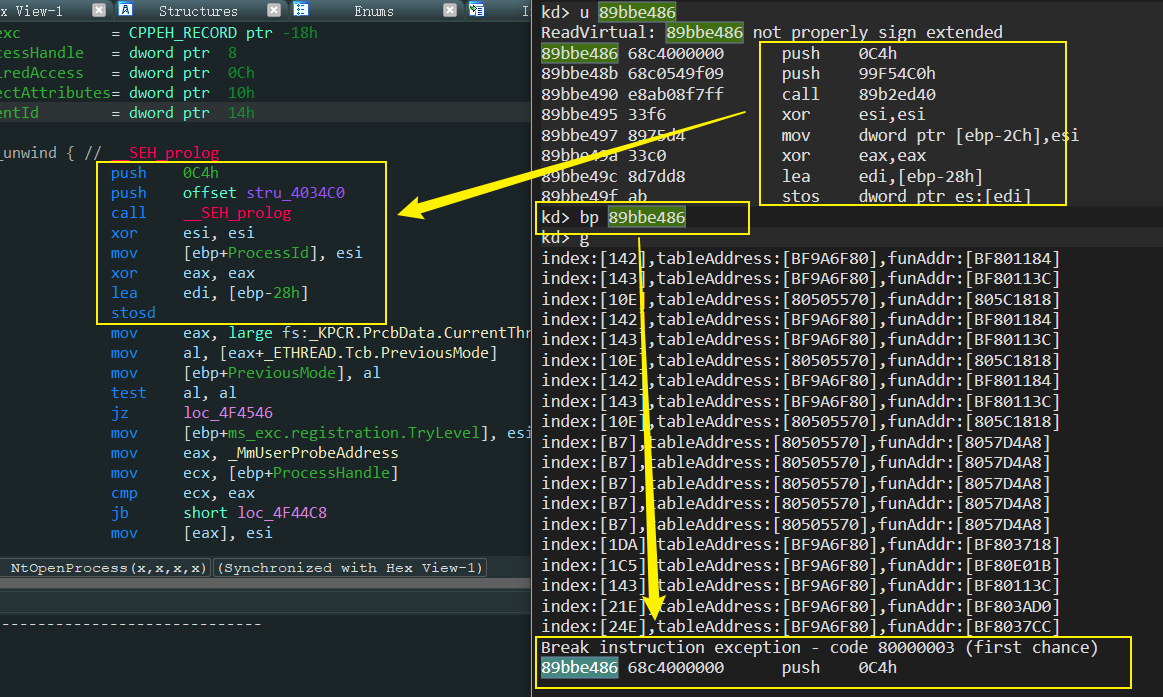 x View-1
Structures
Enums
exc = CPPEH_RECORD ptr -18h
cessHandle = dword ptr 8
iredAccess = dword ptr 0Ch
ectAttributes= dword ptr 10h
entId = dword ptr 14h
_unwind { // __SEH_prolog
push 0C4h
push offset stru_4034C0
call __SEH_prolog
xor esi, esi
mov [ebp+ProcessId], esi
xor eax, eax
lea edi, [ebp-28h]
stosd
mov eax, large fs:_KPCR.PrcbData.CurrentThr
mov al, [eax+_ETHREAD.Tcb.PreviousMode]
mov [ebp+PreviousMode], al
test al, al
jz loc_4F4546
mov [ebp+ms_exc.registration.TryLevel], esi
mov eax, _MmUserProbeAddress
mov ecx, [ebp+ProcessHandle]
cmp ecx, eax
jb short loc_4F44C8
mov [eax], esi
NtOpenProcess(x,x,x,x) (Synchronized with Hex View-1)
----------------------------
kd> u 89bbe486
ReadVirtual: 89bbe486 not properly sign extended
89bbe486 68c4000000 push 0C4h
89bbe48b 68c0549f09 push 99F54C0h
89bbe490 e8ab08f7ff call 89b2ed40
89bbe495 33f6 xor esi,esi
89bbe497 8975d4 mov dword ptr [ebp-2Ch],esi
89bbe49a 33c0 xor eax,eax
89bbe49c 8d7dd8 lea edi,[ebp-28h]
89bbe49f ab stos dword ptr es:[edi]
kd> bp 89bbe486
kd> g
index:[142],tableAddress:[BF9A6F80],funAddr:[BF801184]
index:[143],tableAddress:[BF9A6F80],funAddr:[BF80113C]
index:[10E],tableAddress:[80505570],funAddr:[805C1818]
index:[142],tableAddress:[BF9A6F80],funAddr:[BF801184]
index:[143],tableAddress:[BF9A6F80],funAddr:[BF80113C]
index:[10E],tableAddress:[80505570],funAddr:[805C1818]
index:[142],tableAddress:[BF9A6F80],funAddr:[BF801184]
index:[143],tableAddress:[BF9A6F80],funAddr:[BF80113C]
index:[10E],tableAddress:[80505570],funAddr:[805C1818]
index:[B7],tableAddress:[80505570],funAddr:[8057D4A8]
index:[B7],tableAddress:[80505570],funAddr:[8057D4A8]
index:[B7],tableAddress:[80505570],funAddr:[8057D4A8]
index:[B7],tableAddress:[80505570],funAddr:[8057D4A8]
index:[B7],tableAddress:[80505570],funAddr:[8057D4A8]
index:[1DA],tableAddress:[BF9A6F80],funAddr:[BF803718]
index:[1C5],tableAddress:[BF9A6F80],funAddr:[BF80E01B]
index:[143],tableAddress:[BF9A6F80],funAddr:[BF80113C]
index:[21E],tableAddress:[BF9A6F80],funAddr:[BF803AD0]
index:[24E],tableAddress:[BF9A6F80],funAddr:[BF8037CC]
Break instruction exception - code 80000003 (first chance)
89bbe486 68c4000000 push 0C4h